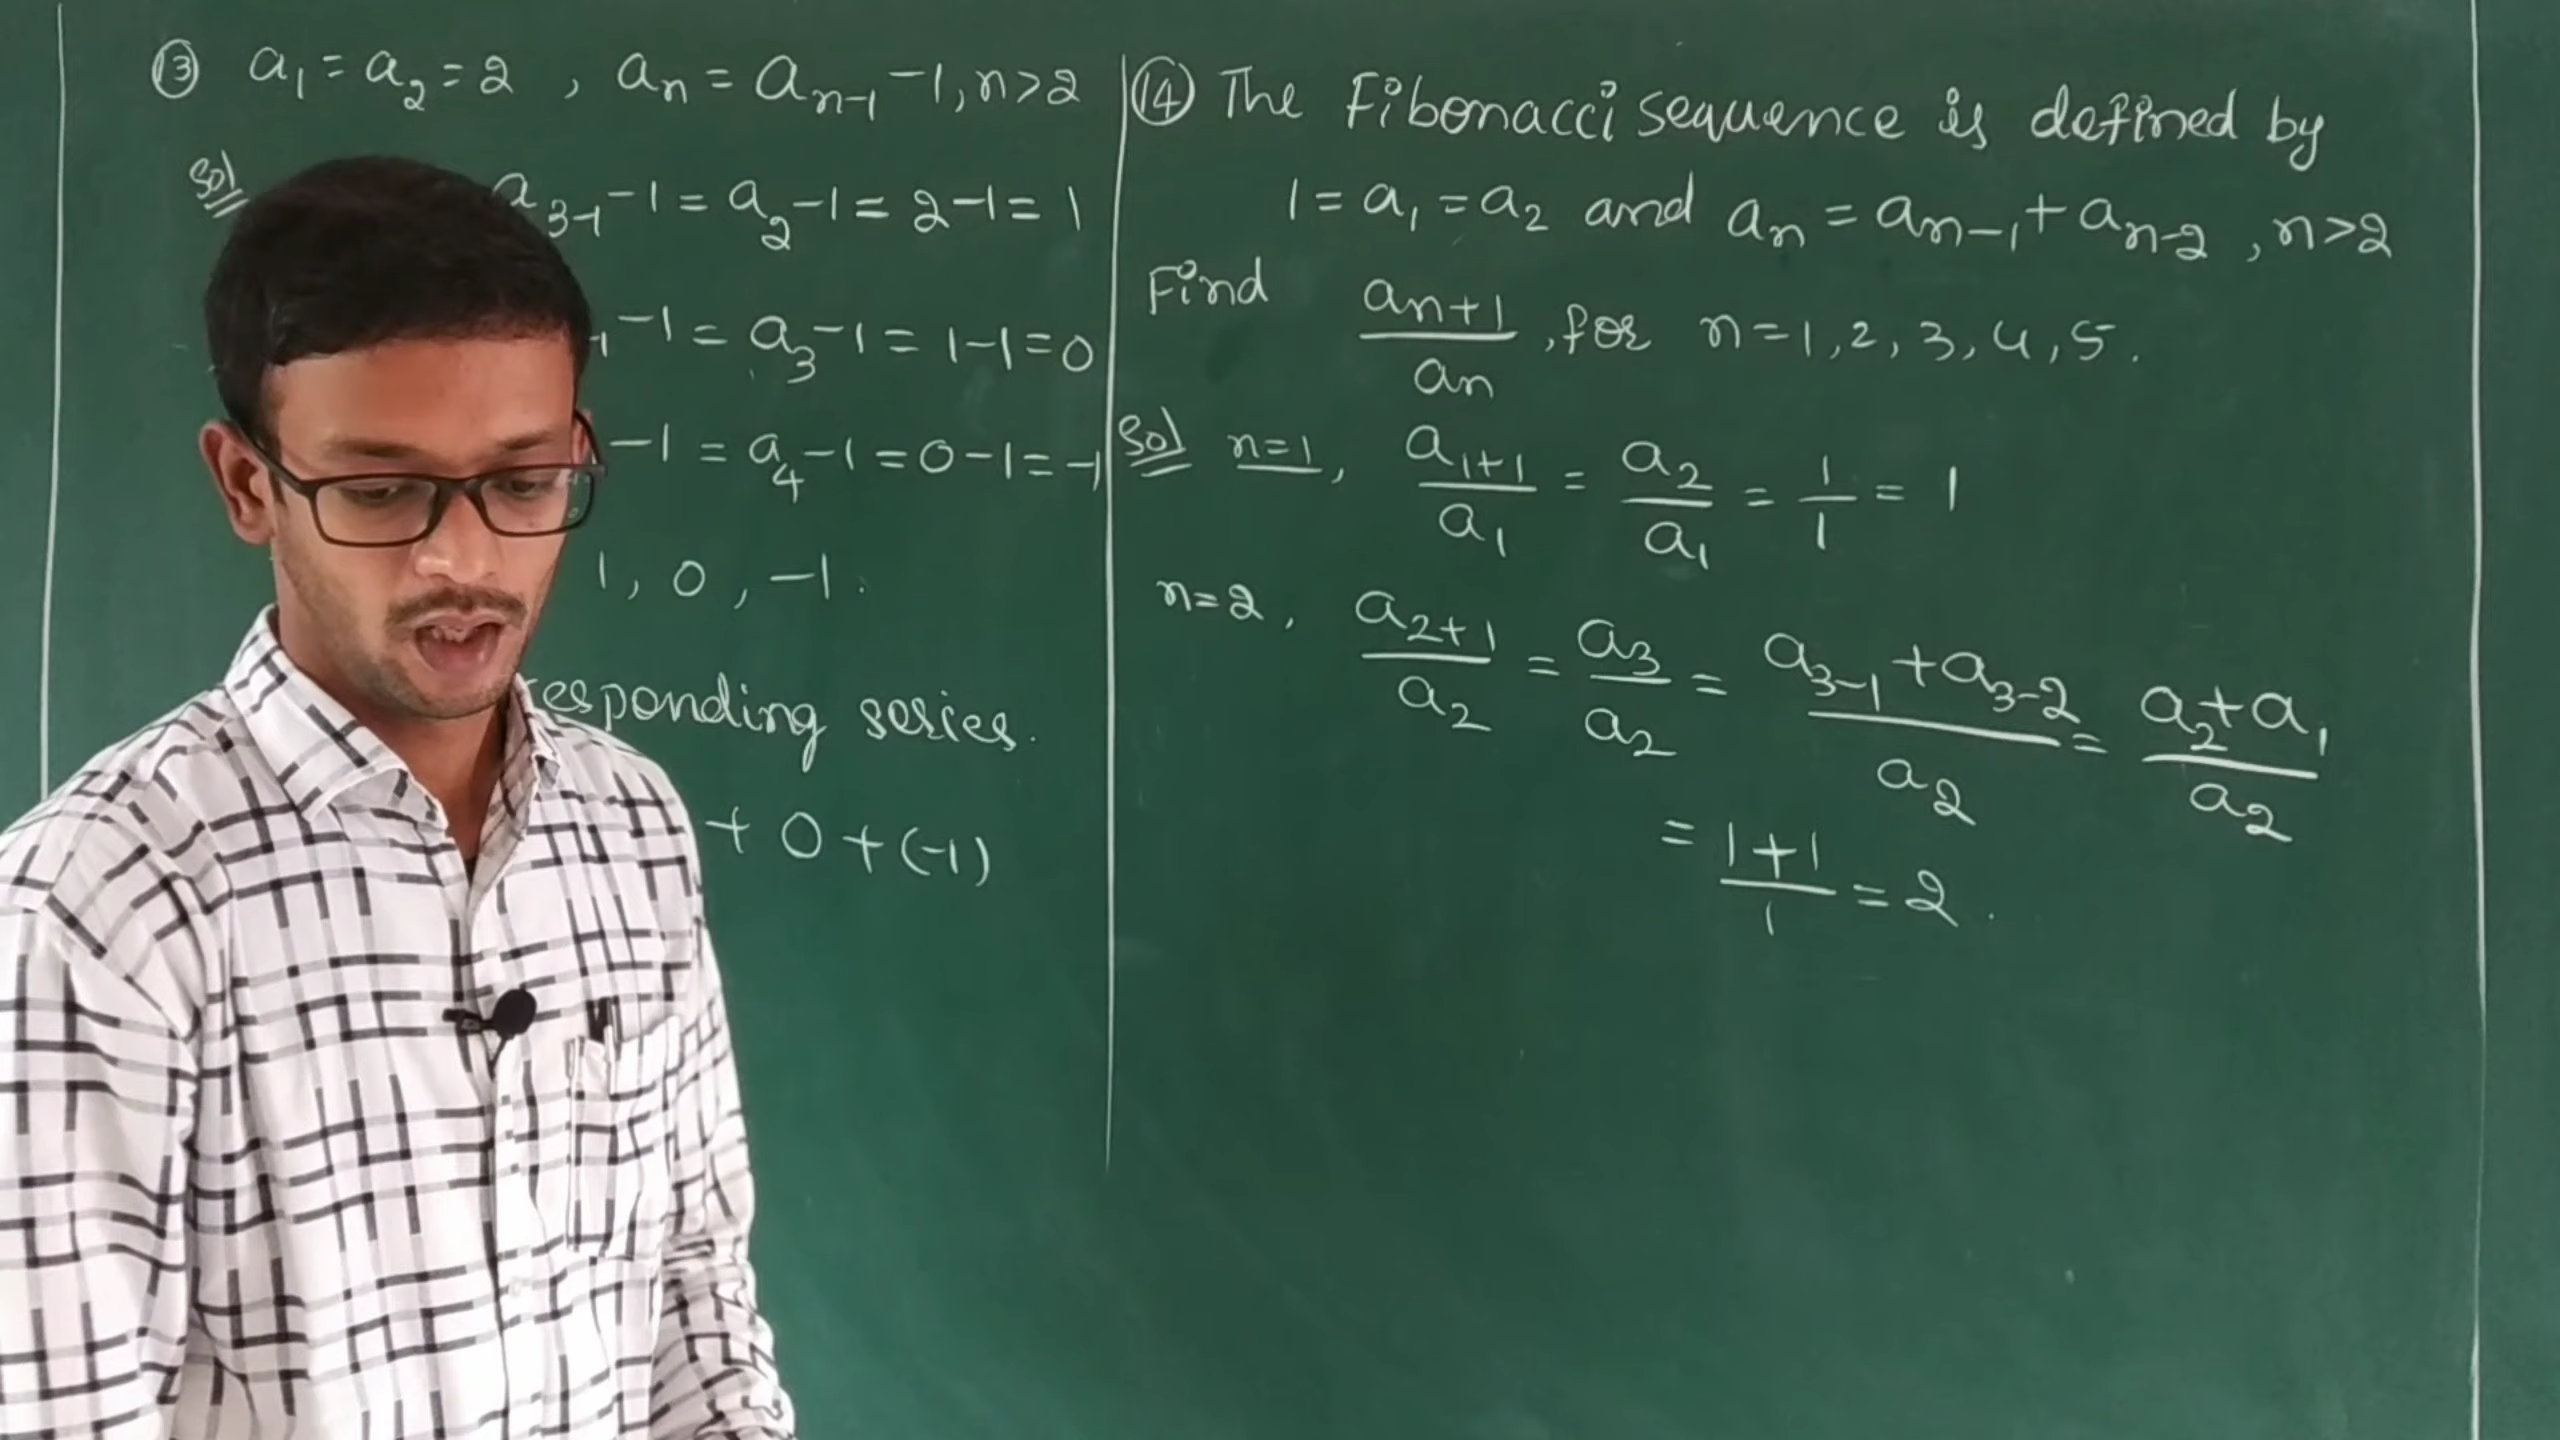 ⑬ a₁ = a₂ = 2 , aₙ = aₙ₋₁ -1, n>2
Sol
a₃₋₁ -1 = a₂ -1 = 2-1 = 1
-1 = a₃ -1 = 1-1 = 0
-1 = a₄ -1 = 0-1 = -1
1, 0, -1.
esponding series.
+ 0 + (-1)
⑭ The Fibonacci sequence is defined by
1 = a₁ = a₂ and aₙ = aₙ₋₁ + aₙ₋₂ , n>2
Find aₙ₊₁/aₙ , for n=1, 2, 3, 4, 5.
Sol n=1, a₁₊₁/a₁ = a₂/a₁ = 1/1 = 1
n=2, a₂₊₁/a₂ = a₃/a₂ = (a₃₋₁ + a₃₋₂)/a₂ = (a₂+a₁)/a₂
= (1+1)/1 = 2.